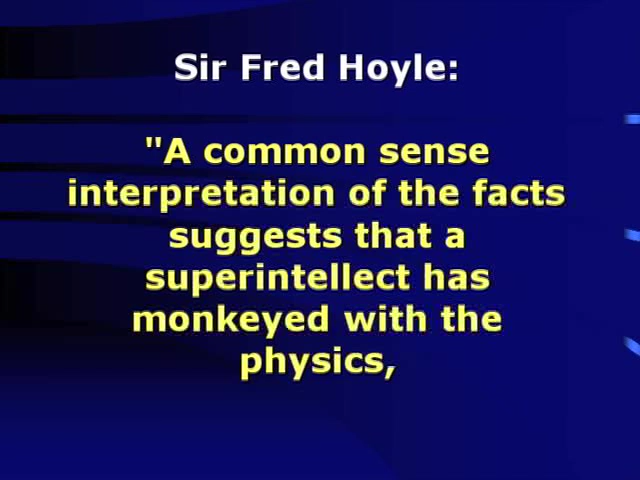 Sir Fred Hoyle:
"A common sense
interpretation of the facts
suggests that a
superintellect has
monkeyed with the
physics,